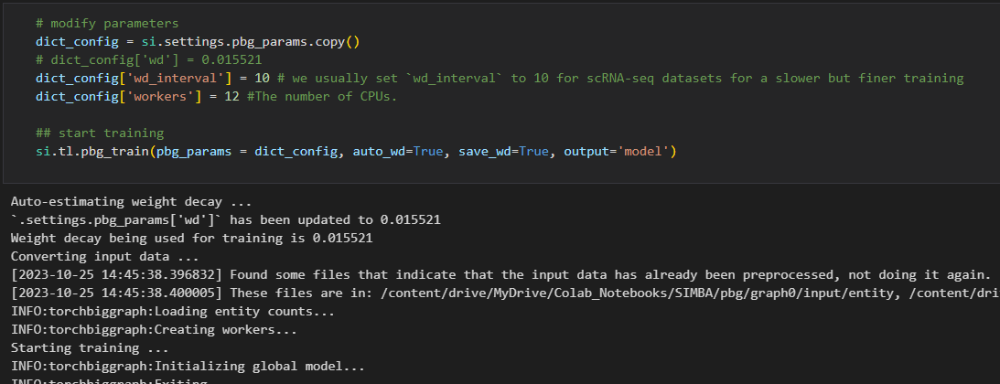 # modify parameters
dict_config = si.settings.pbg_params.copy()
# dict_config['wd'] = 0.015521
dict_config['wd_interval'] = 10 # we usually set `wd_interval` to 10 for scRNA-seq datasets for a slower but finer training
dict_config['workers'] = 12 #The number of CPUs.
## start training
si.tl.pbg_train(pbg_params = dict_config, auto_wd=True, save_wd=True, output='model')
Auto-estimating weight decay ...
`.settings.pbg_params['wd']` has been updated to 0.015521
Weight decay being used for training is 0.015521
Converting input data ...
[2023-10-25 14:45:38.396832] Found some files that indicate that the input data has already been preprocessed, not doing it again.
[2023-10-25 14:45:38.400005] These files are in: /content/drive/MyDrive/Colab_Notebooks/SIMBA/pbg/graph0/input/entity, /content/dri
INFO:torchbiggraph:Loading entity counts...
INFO:torchbiggraph:Creating workers...
Starting training ...
INFO:torchbiggraph:Initializing global model...
INFO:torchbiggraph:Exiting